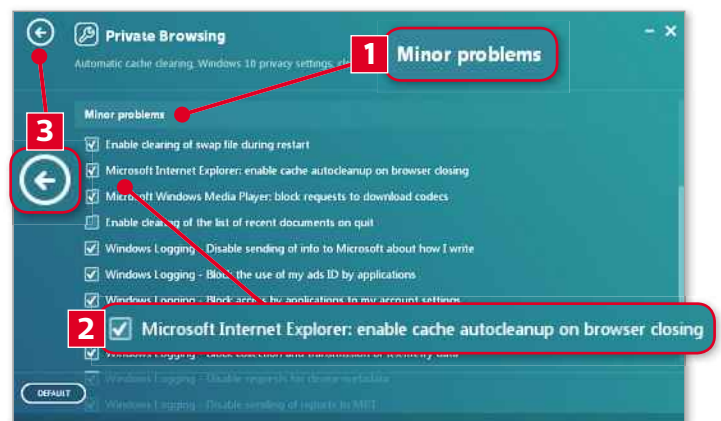 Private Browsing
Automatic cache clearing, Windows 10 privacy settings,
1
Minor problems
Minor problems
3
Enable clearing of swap file during restart
Microsoft Internet Explorer: enable cache autocleanup on browser closing
Microsoft Windows Media Player: block requests to download codecs
Enable clearing of the list of recent documents on quit
Windows Logging - Disable sending of info to Microsoft about how I write
Windows Logging - Block the use of my ads ID by applications
Windows Logging - Block access by applications to my account settings
2
Microsoft Internet Explorer: enable cache autocleanup on browser closing
Windows Logging - Block collection and transmission of telemetry data
Windows Logging - Disable requests for device metadata
DEFAULT
Windows Logging - Disable sending of reports to MRT